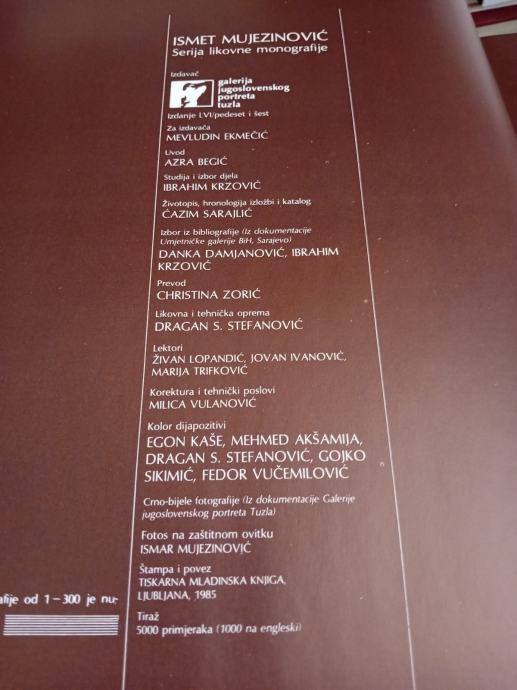 ISMET MUJEZINOVIĆ
Serija likovne monografije
Izdavač
galerija
jugoslovenskog
portreta
tuzla
Izdanje LVI/pedeset i šest
Za izdavača
MEVLUDIN EKMEČIĆ
Uvod
AZRA BEGIĆ
Studija i izbor djela
IBRAHIM KRZOVIĆ
Životopis, hronologija izložbi i katalog
ĆAZIM SARAJLIĆ
Izbor iz bibliografije (Iz dokumentacije
Umjetničke galerije BiH, Sarajevo)
DANKA DAMJANOVIĆ, IBRAHIM
KRZOVIĆ
Prevod
CHRISTINA ZORIĆ
Likovna i tehnička oprema
DRAGAN S. STEFANOVIĆ
Lektori
ŽIVAN LOPANDIĆ, JOVAN IVANOVIĆ,
MARIJA TRIFKOVIĆ
Korektura i tehnički poslovi
MILICA VULANOVIĆ
Kolor dijapozitivi
EGON KAŠE, MEHMED AKŠAMIJA,
DRAGAN S. STEFANOVIĆ, GOJKO
SIKIMIĆ, FEDOR VUČEMILOVIĆ
Crno-bijele fotografije (Iz dokumentacije Galerije
jugoslovenskog portreta Tuzla)
Fotos na zaštitnom ovitku
ISMAR MUJEZINOVIĆ
Štampa i povez
TISKARNA MLADINSKA KNJIGA,
LJUBLJANA, 1985
afije od 1—300 je nu-
Tiraž
5000 primjeraka (1000 na engleski)